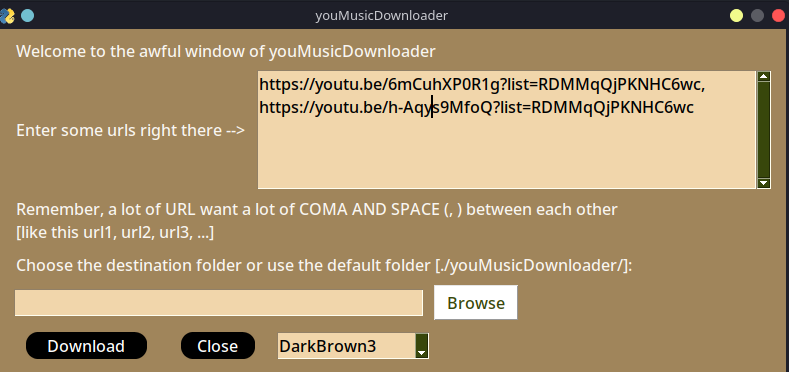 youMusicDownloader
Welcome to the awful window of youMusicDownloader
https://youtu.be/6mCuhXP0R1g?list=RDMMqQjPKNHC6wc,
https://youtu.be/h-Aqys9MfoQ?list=RDMMqQjPKNHC6wc
Enter some urls right there -->
Remember, a lot of URL want a lot of COMA AND SPACE (, ) between each other
[like this url1, url2, url3, ...]
Choose the destination folder or use the default folder [./youMusicDownloader/]:
Browse
Download Close DarkBrown3